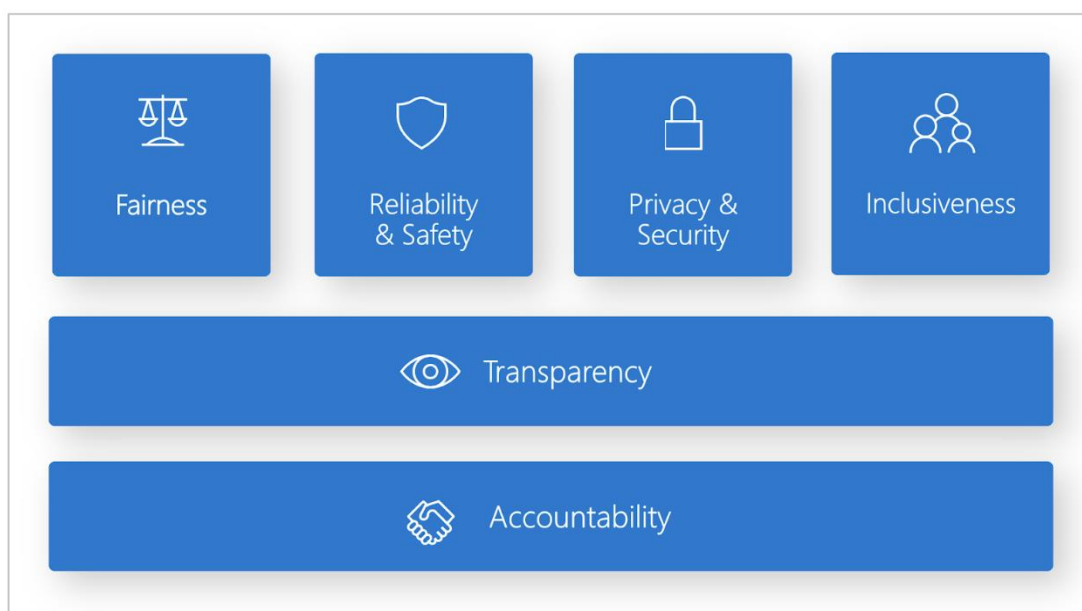 Fairness
Reliability
& Safety
Privacy &
Security
Inclusiveness
Transparency
Accountability